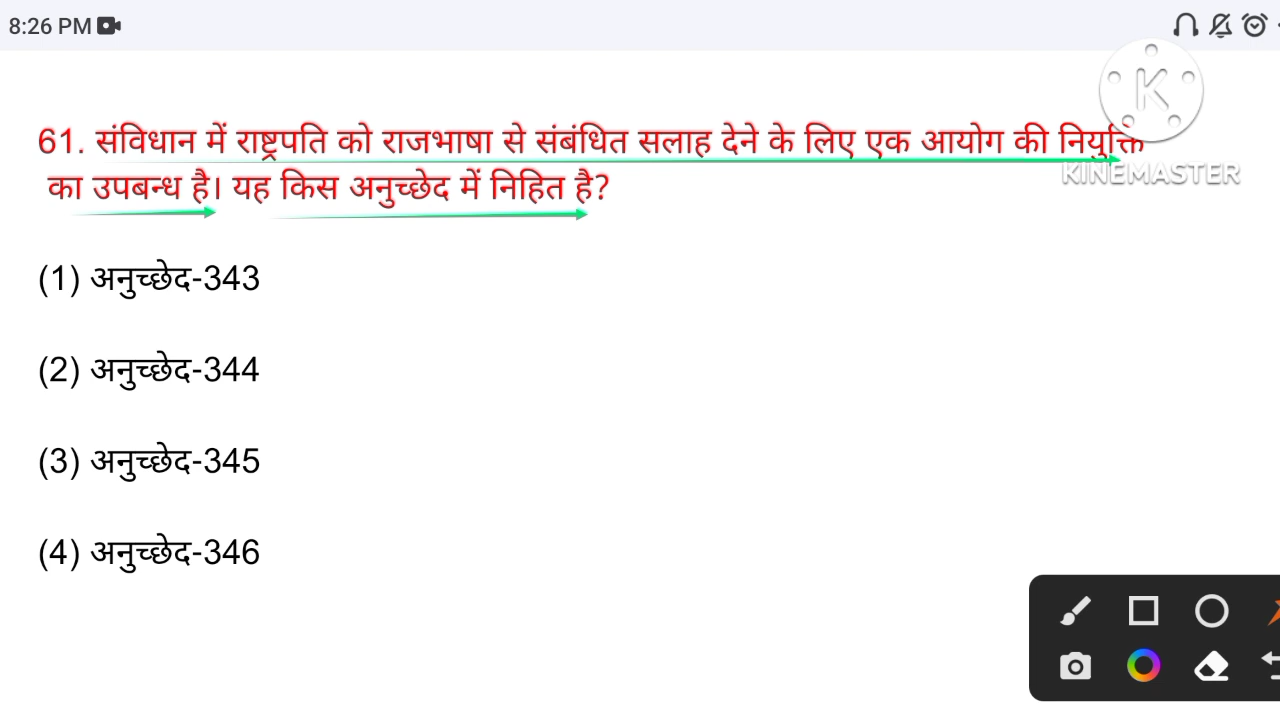 8:26 PM
61. संविधान में राष्ट्रपति को राजभाषा से संबंधित सलाह देने के लिए एक आयोग की नियुक्ति
का उपबन्ध है। यह किस अनुच्छेद में निहित है?
K
KINEMASTER
(1) अनुच्छेद-343
(2) अनुच्छेद-344
(3) अनुच्छेद-345
(4) अनुच्छेद-346